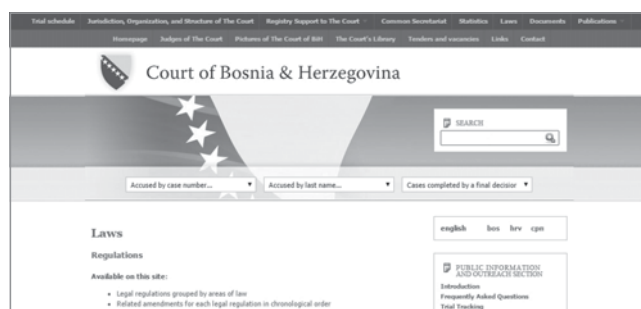 Trial schedule Jurisdiction, Organization, and Structure of The Court Registry Support to The Court Common Secretariat Statistics Laws Documents Publications
Homepage Judges of The Court Pictures of The Court of BiH The Court's Library Tenders and vacancies Links Contact
Court of Bosnia & Herzegovina
SEARCH
Accused by case number... Accused by last name... Cases completed by a final decision
Laws
english bos hrv срп
Regulations
PUBLIC INFORMATION
AND OUTREACH SECTION
Available on this site:
Introduction
• Legal regulations grouped by areas of law
Frequently Asked Questions
• Related amendments for each legal regulation in chronological order
Trial Tracking